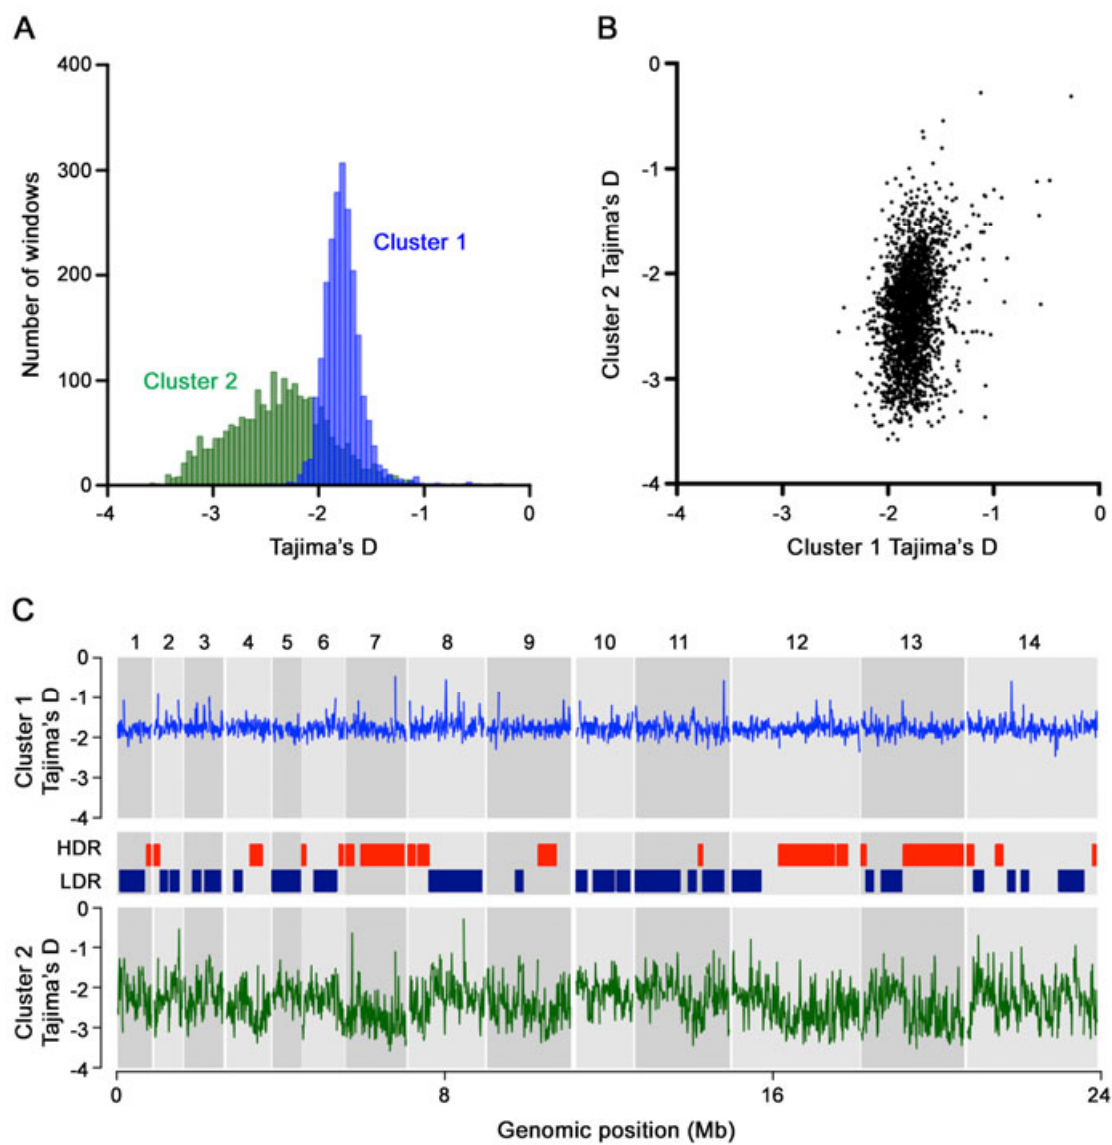 A
B
400
300
200
100
0
Number of windows
Cluster 1
Cluster 2
-4
-3
-2
-1
0
Tajima's D
0
-1
-2
-3
-4
Cluster 2 Tajima's D
-4
-3
-2
-1
0
Cluster 1 Tajima's D
C
1 2 3 4 5 6 7 8 9 10 11 12 13 14
Cluster 1
Tajima's D
0
-1
-2
-3
-4
HDR
LDR
Cluster 2
Tajima's D
0
-1
-2
-3
-4
0
8
16
24
Genomic position (Mb)